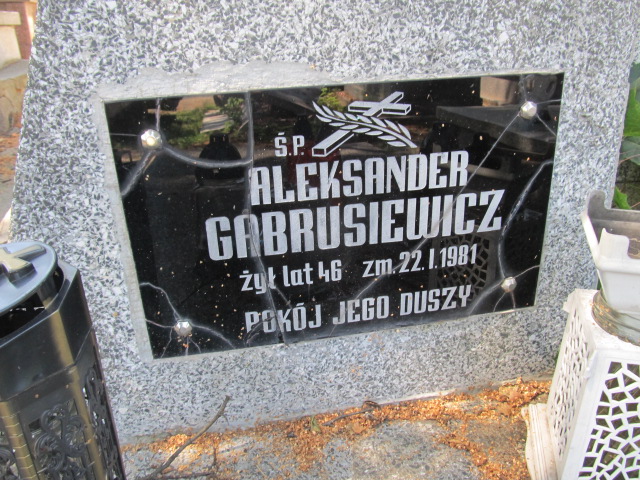 Ś.P.
ALEKSANDER
GABRUSIEWICZ
żył lat 46 zm. 22.I.1981
POKÓJ JEGO DUSZY